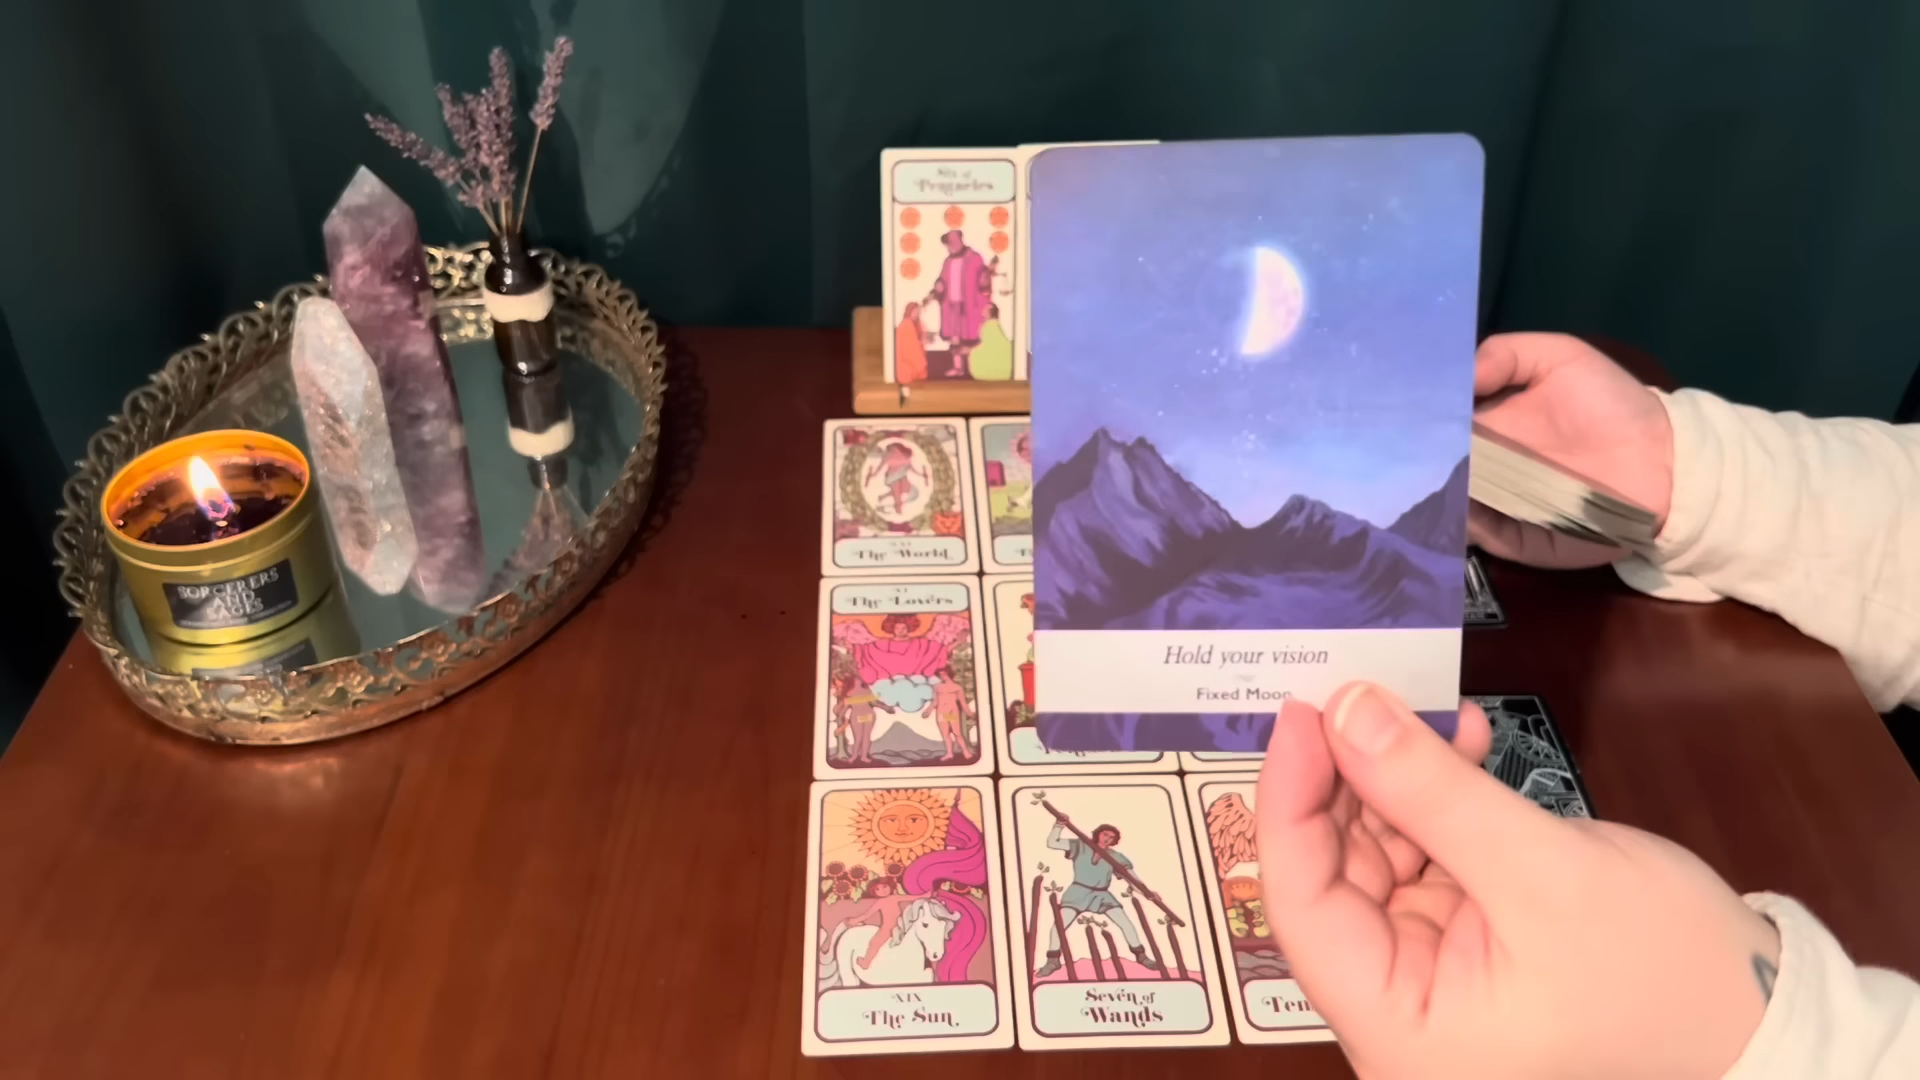 Six of
Pentacles
Hold your vision
Fixed Moon
XXI
The World
VI
The Lovers
XIX
The Sun
Seven of
Wands
Tem
SORCERERS
AND
SAGES